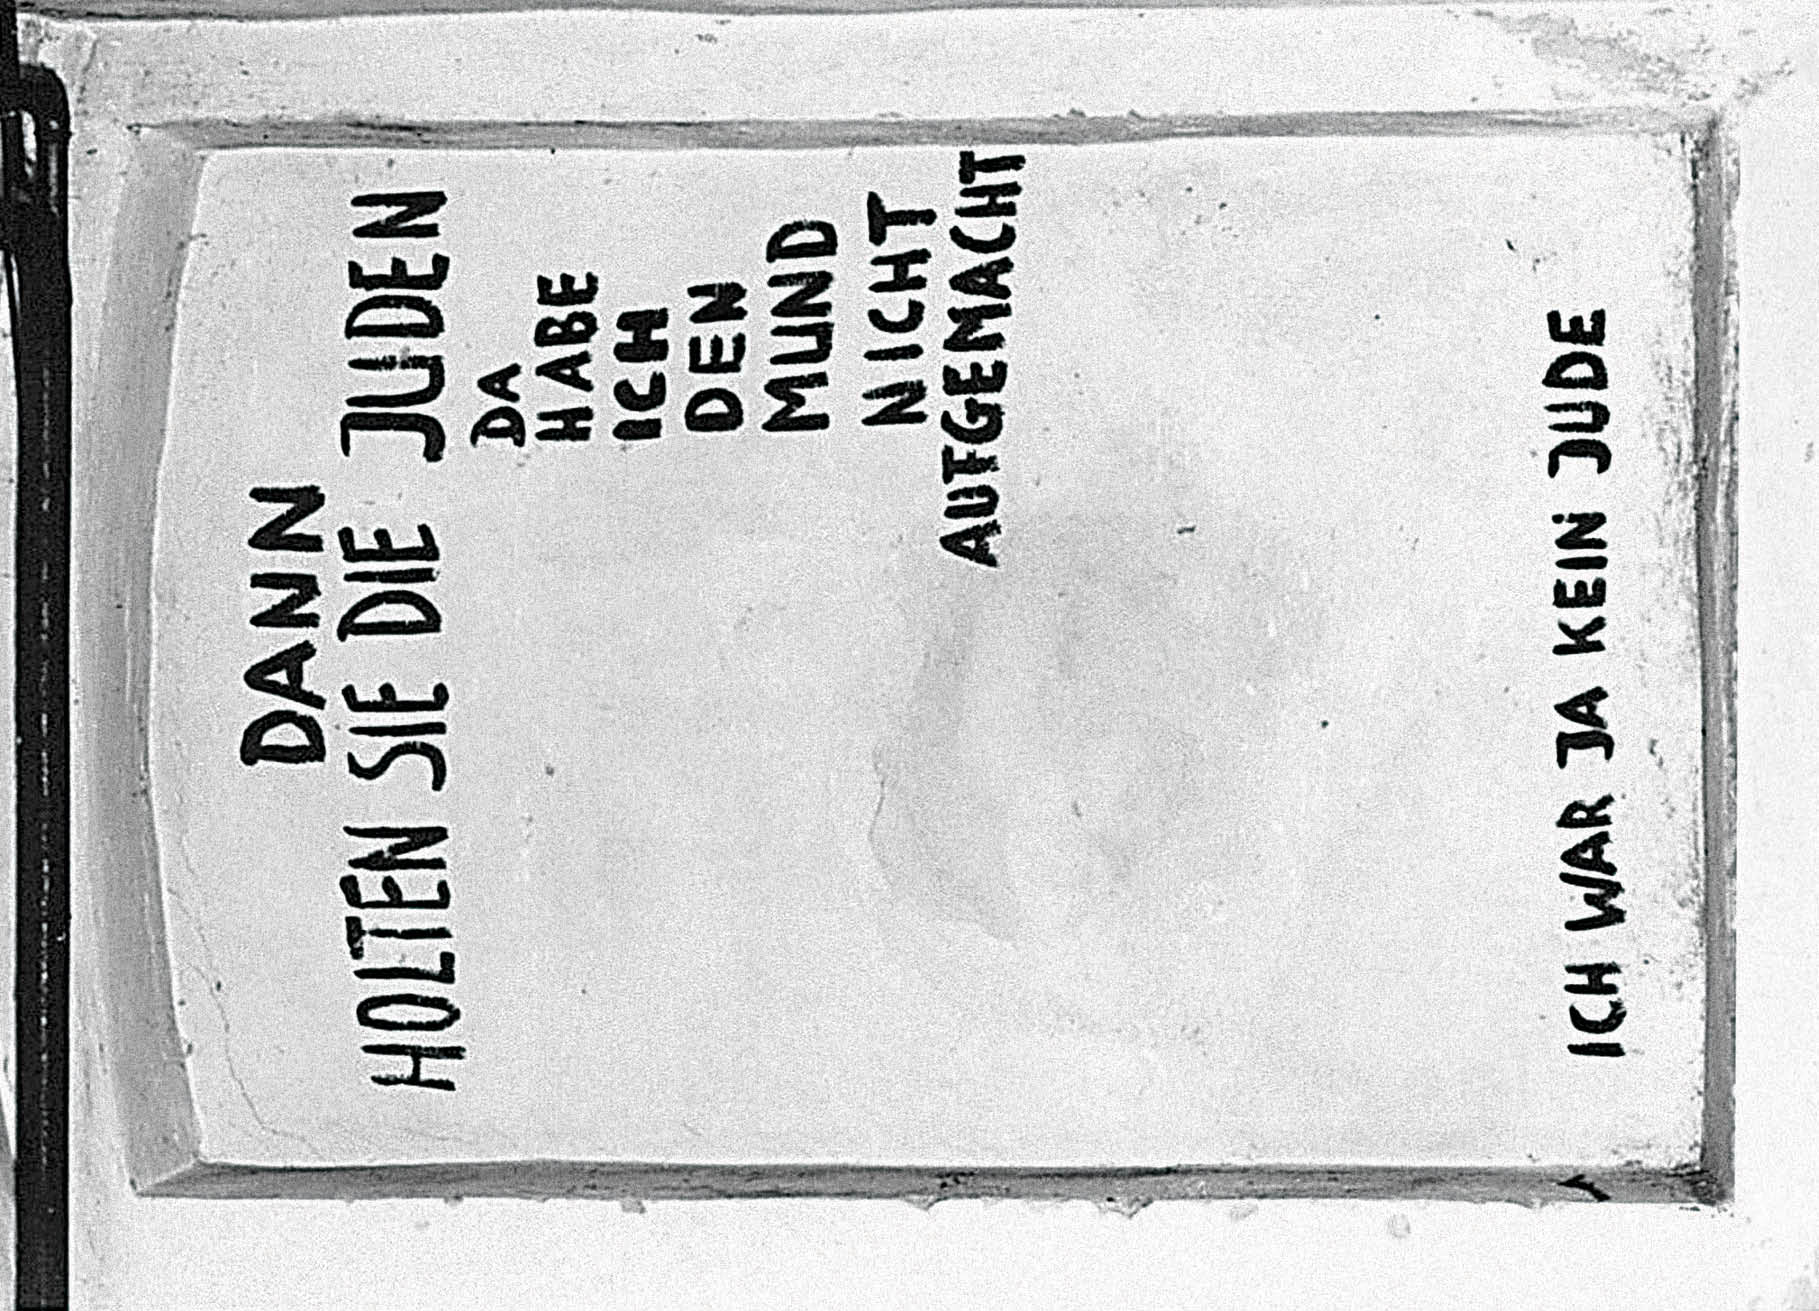 DANN
HOLTEN SIE DIE JUDEN
DA
HABE
ICH
DEN
MUND
NICHT
AUFGEMACHT
ICH WAR JA KEIN JUDE